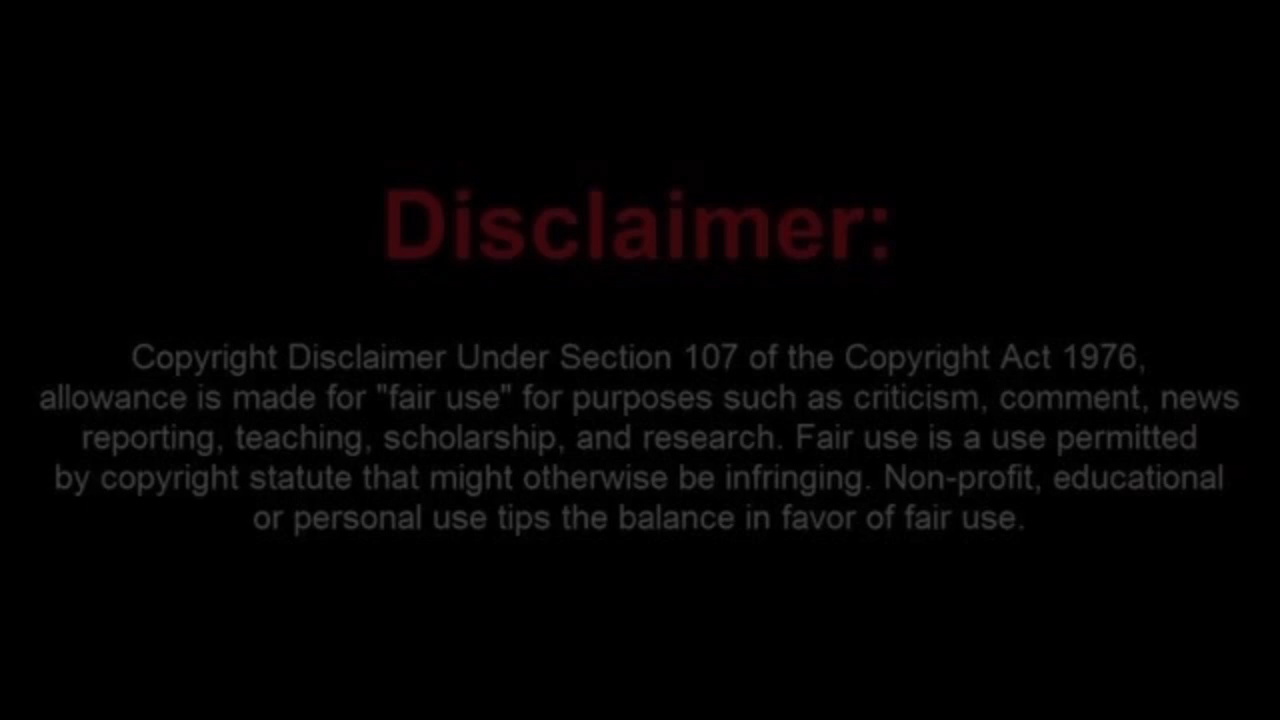 Disclaimer:
Copyright Disclaimer Under Section 107 of the Copyright Act 1976,
allowance is made for "fair use" for purposes such as criticism, comment, news
reporting, teaching, scholarship, and research. Fair use is a use permitted
by copyright statute that might otherwise be infringing. Non-profit, educational
or personal use tips the balance in favor of fair use.